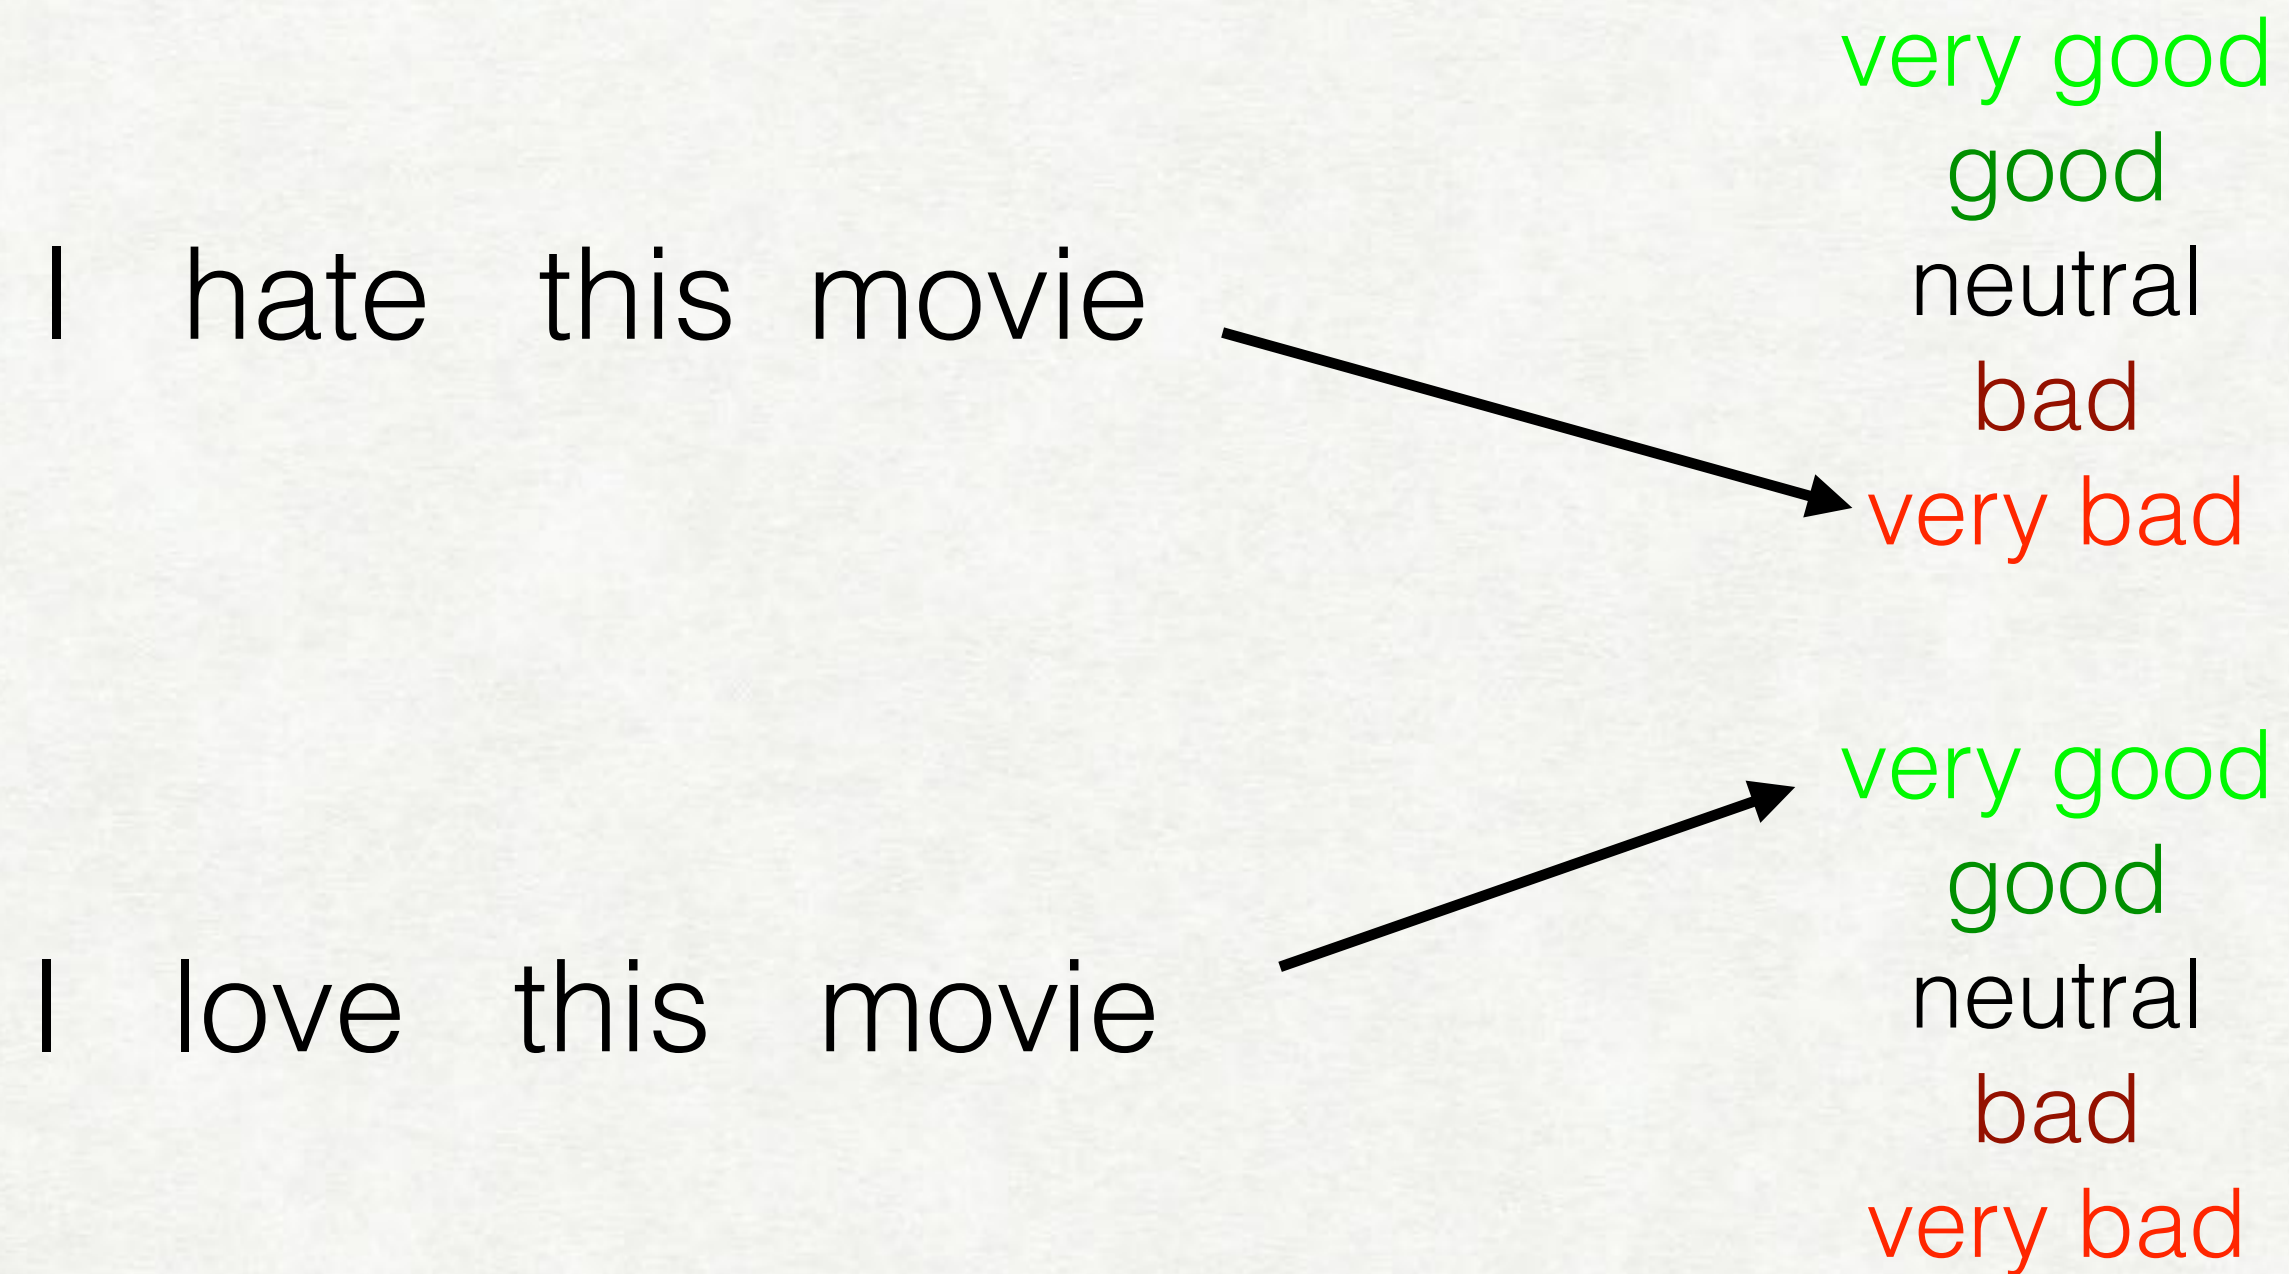 I hate this movie
very good
good
neutral
bad
very bad
I love this movie
very good
good
neutral
bad
very bad